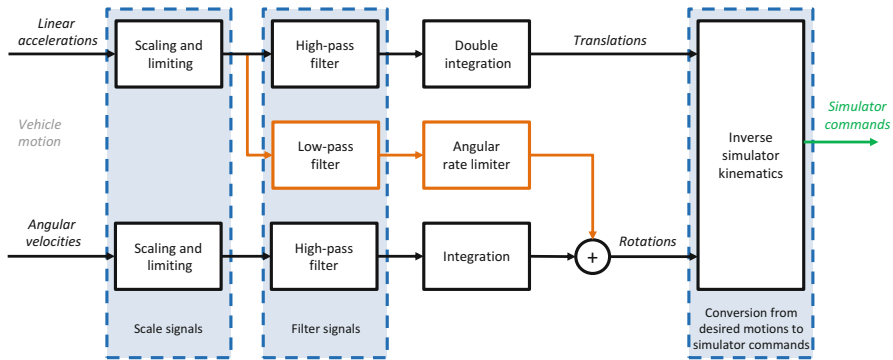 Linear
accelerations
Scaling and
limiting
High-pass
filter
Double
integration
Translations
Vehicle
motion
Low-pass
filter
Angular
rate limiter
Inverse
simulator
kinematics
Simulator
commands
Angular
velocities
Scaling and
limiting
High-pass
filter
Integration
+
Rotations
Scale signals
Filter signals
Conversion from
desired motions to
simulator commands